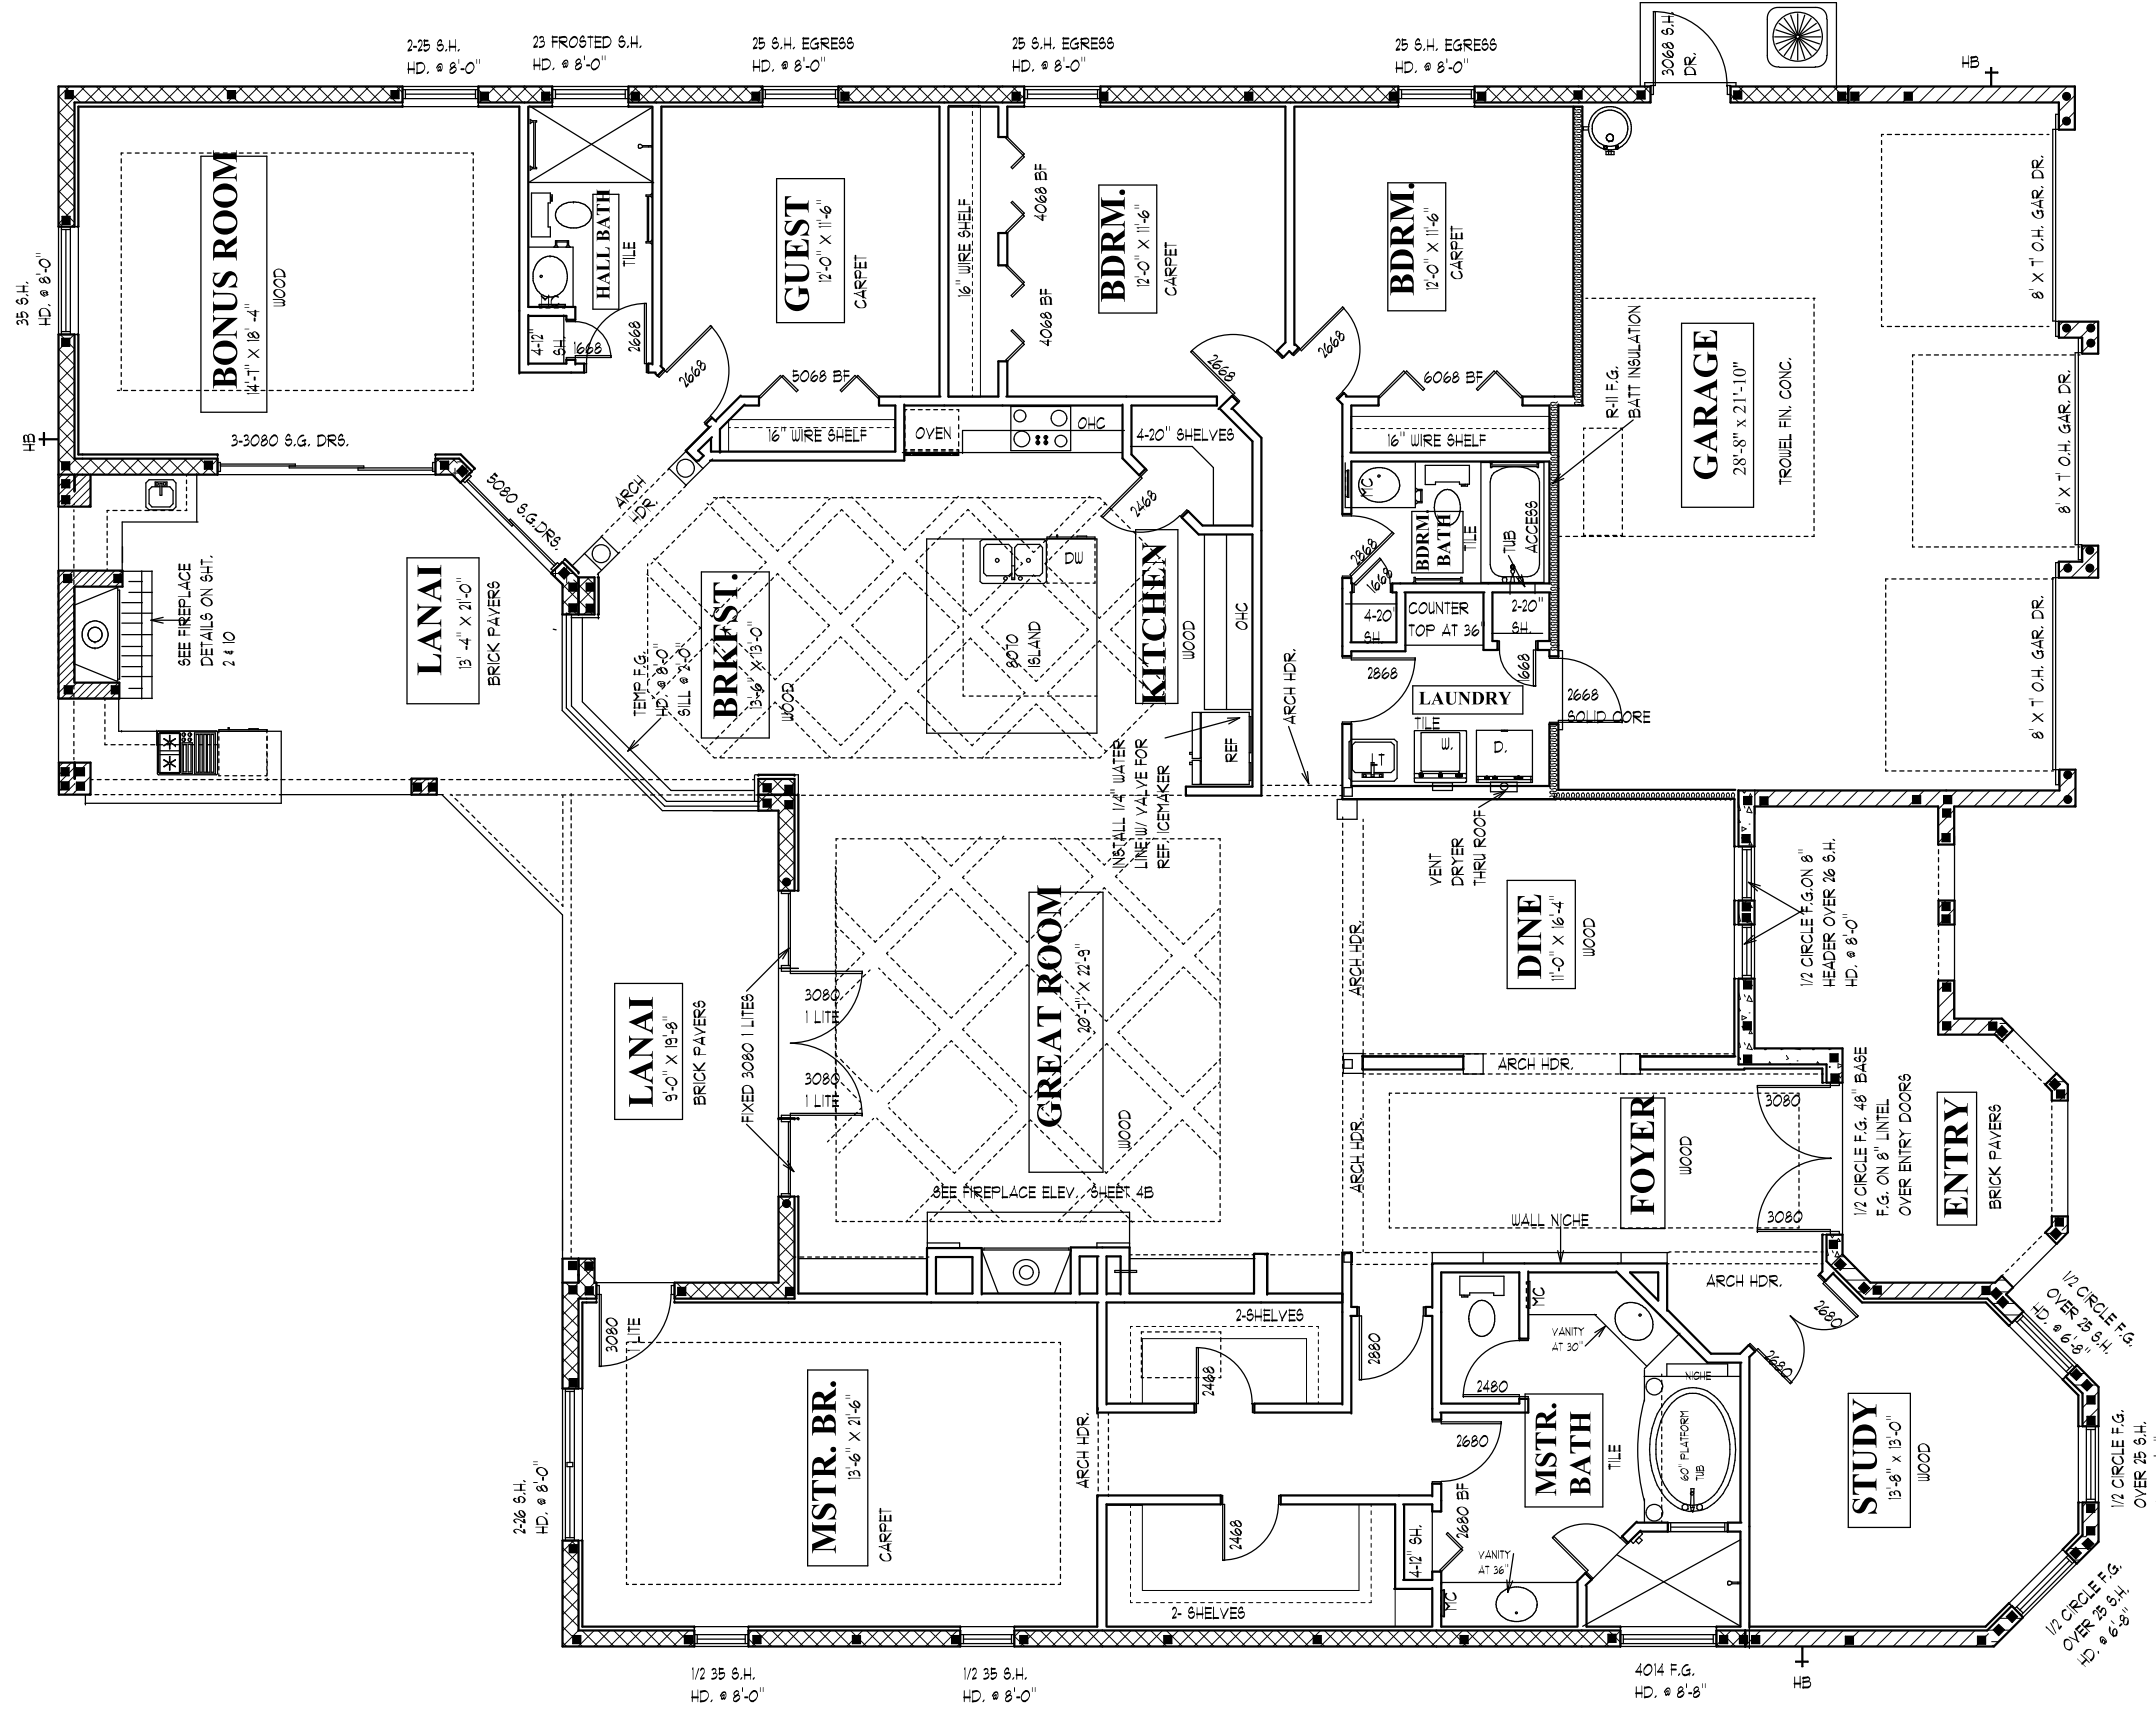 2-25 S.H.
HD. @ 8'-0"
23 FROSTED S.H.
HD. @ 8'-0"
25 S.H. EGRESS
HD. @ 8'-0"
25 S.H. EGRESS
HD. @ 8'-0"
25 S.H. EGRESS
HD. @ 8'-0"
3068 S.H.
DR.
HB
35 S.H.
HD. @ 8'-0"
BONUS ROOM
14'-7" X 18'-4"
WOOD
HALL BATH
TILE
4-12"
SH.
1668
2668
GUEST
12'-0" X 11'-6"
CARPET
2668
5068 BF
16" WIRE SHELF
16" WIRE SHELF
4068 BF
4068 BF
BDRM.
12'-0" X 11'-6"
CARPET
2668
BDRM.
12'-0" X 11'-6"
CARPET
2668
6068 BF
16" WIRE SHELF
R-11 F.G.
BATT INSULATION
GARAGE
28'-8" x 21'-10"
TROWEL FIN. CONC.
8' X 7' O.H. GAR. DR.
8' X 7' O.H. GAR. DR.
8' X 7' O.H. GAR. DR.
HB
3-3080 S.G. DRS.
5080 S.G.DRS.
ARCH
HDR.
SEE FIREPLACE
DETAILS ON SHT.
2 & 10
LANAI
13'-4" X 21'-0"
BRICK PAVERS
TEMP.F.G.
HD. @ 8'-0"
SILL @ 2'-0"
BRKFST.
13'-6" X 13'-0"
WOOD
OVEN
OHC
4-20" SHELVES
2468
DW
8070
ISLAND
KITCHEN
WOOD
OHC
REF.
INSTALL 1/4" WATER
LINE W/ VALVE FOR
REF. ICEMAKER
ARCH HDR.
MC
2868
1668
BDRM.
BATH
TILE
TUB
ACCESS
4-20"
SH.
COUNTER
TOP AT 36"
2-20"
SH.
2868
1668
LAUNDRY
TILE
W.
D.
2668
SOLID CORE
VENT
DRYER
THRU ROOF
DINE
11'-0" X 16'-4"
WOOD
1/2 CIRCLE F.G.ON 8"
HEADER OVER 26 S.H.
HD. @ 8'-0"
LANAI
9'-0" X 19'-8"
BRICK PAVERS
FIXED 3080 1 LITES
3080
1 LITE
3080
1 LITE
GREAT ROOM
20'-7" X 22'-9"
WOOD
SEE FIREPLACE ELEV. SHEET 4B
ARCH HDR.
ARCH HDR.
ARCH HDR.
FOYER
WOOD
3080
3080
1/2 CIRCLE F.G. 48" BASE
F.G. ON 8" LINTEL
OVER ENTRY DOORS
ENTRY
BRICK PAVERS
WALL NICHE
ARCH HDR.
2680
2680
3080
1 LITE
MSTR. BR.
13'-6" X 21'-6"
CARPET
2-26 S.H.
HD. @ 8'-0"
2-SHELVES
2468
ARCH HDR.
2468
2- SHELVES
2880
2680
2680 BF
4-12" SH.
MC
VANITY
AT 30"
2480
MSTR.
BATH
TILE
NICHE
60" PLATFORM
TUB
VANITY
AT 36"
MC
STUDY
13'-8" X 13'-0"
WOOD
1/2 CIRCLE F.G.
OVER 25 S.H.
HD. @ 6'-8"
1/2 CIRCLE F.G.
OVER 25 S.H.
1/2 CIRCLE F.G.
OVER 25 S.H.
HD. @ 6'-8"
1/2 35 S.H.
HD. @ 8'-0"
1/2 35 S.H.
HD. @ 8'-0"
4014 F.G.
HD. @ 8'-8"
HB